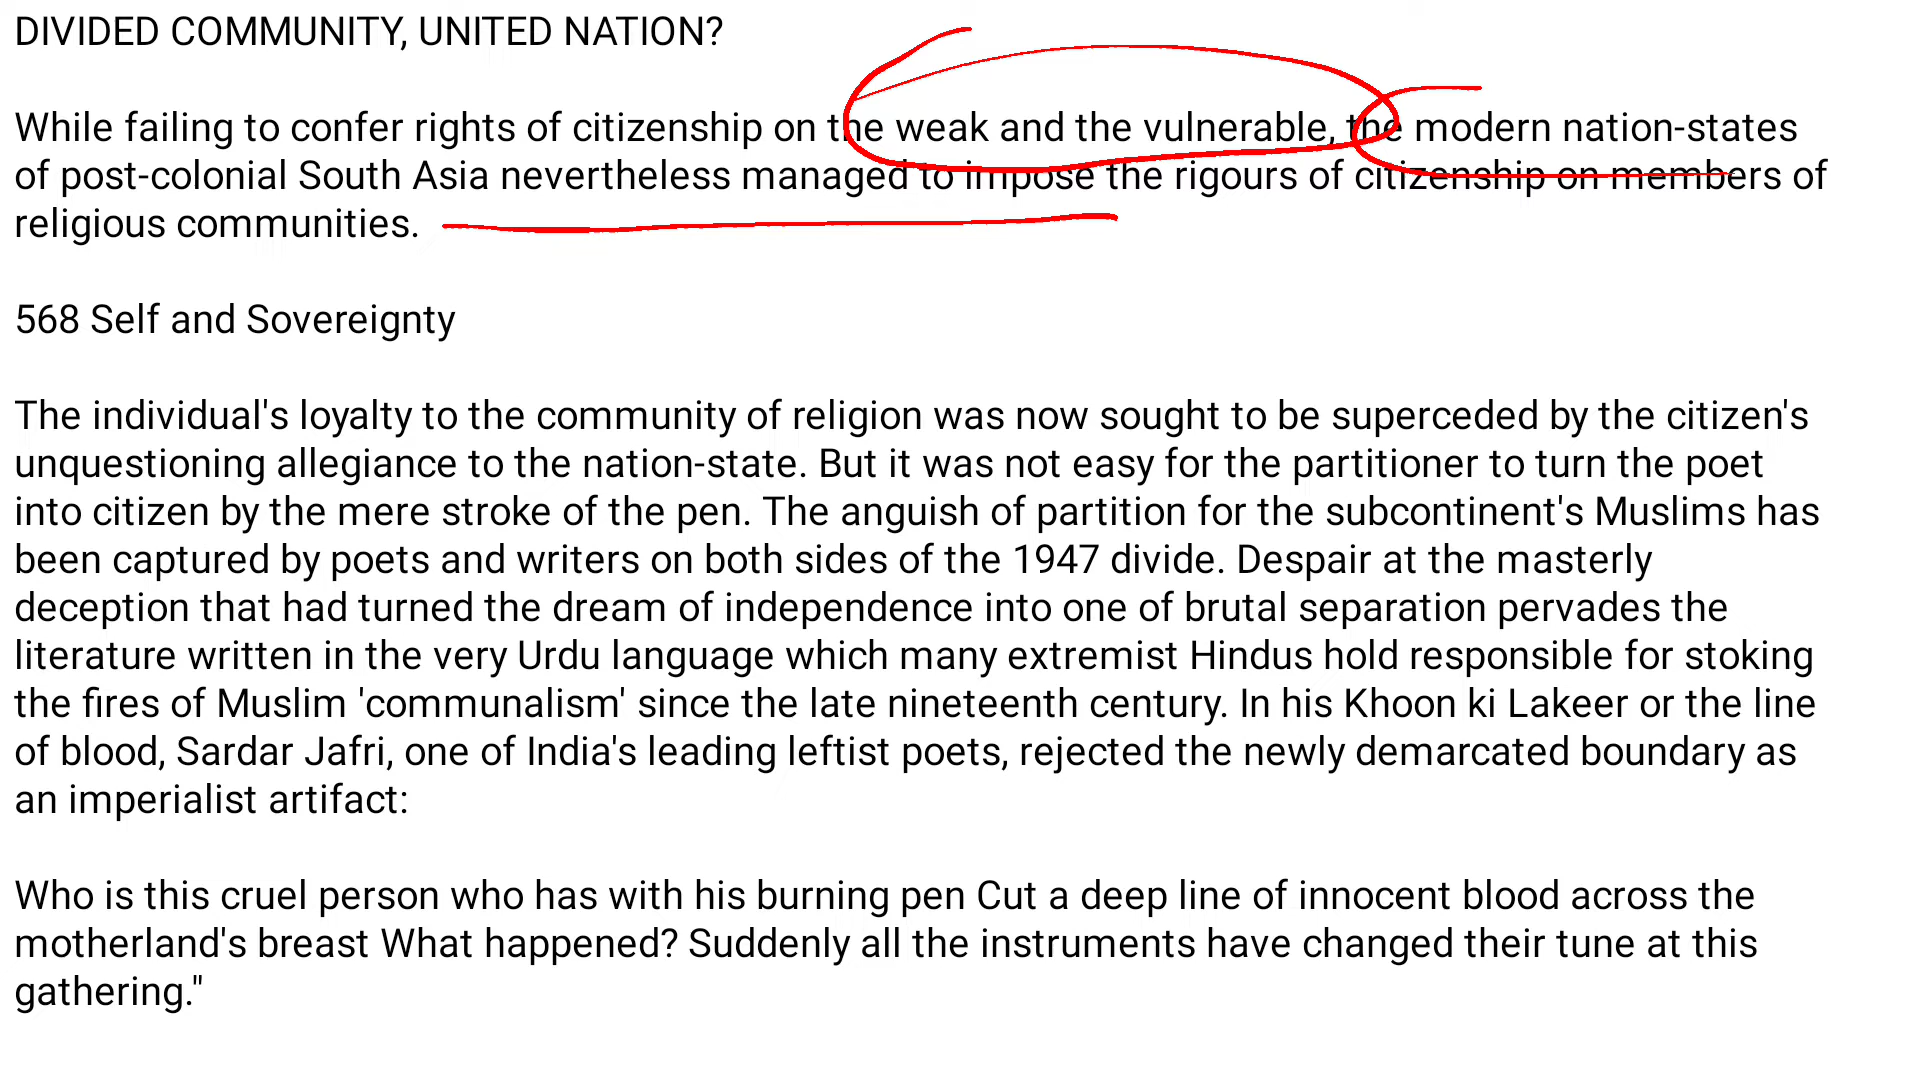 DIVIDED COMMUNITY, UNITED NATION?
While failing to confer rights of citizenship on the weak and the vulnerable, the modern nation-states
of post-colonial South Asia nevertheless managed to impose the rigours of citizenship on members of
religious communities.
568 Self and Sovereignty
The individual's loyalty to the community of religion was now sought to be superceded by the citizen's
unquestioning allegiance to the nation-state. But it was not easy for the partitioner to turn the poet
into citizen by the mere stroke of the pen. The anguish of partition for the subcontinent's Muslims has
been captured by poets and writers on both sides of the 1947 divide. Despair at the masterly
deception that had turned the dream of independence into one of brutal separation pervades the
literature written in the very Urdu language which many extremist Hindus hold responsible for stoking
the fires of Muslim 'communalism' since the late nineteenth century. In his Khoon ki Lakeer or the line
of blood, Sardar Jafri, one of India's leading leftist poets, rejected the newly demarcated boundary as
an imperialist artifact:
Who is this cruel person who has with his burning pen Cut a deep line of innocent blood across the
motherland's breast What happened? Suddenly all the instruments have changed their tune at this
gathering."